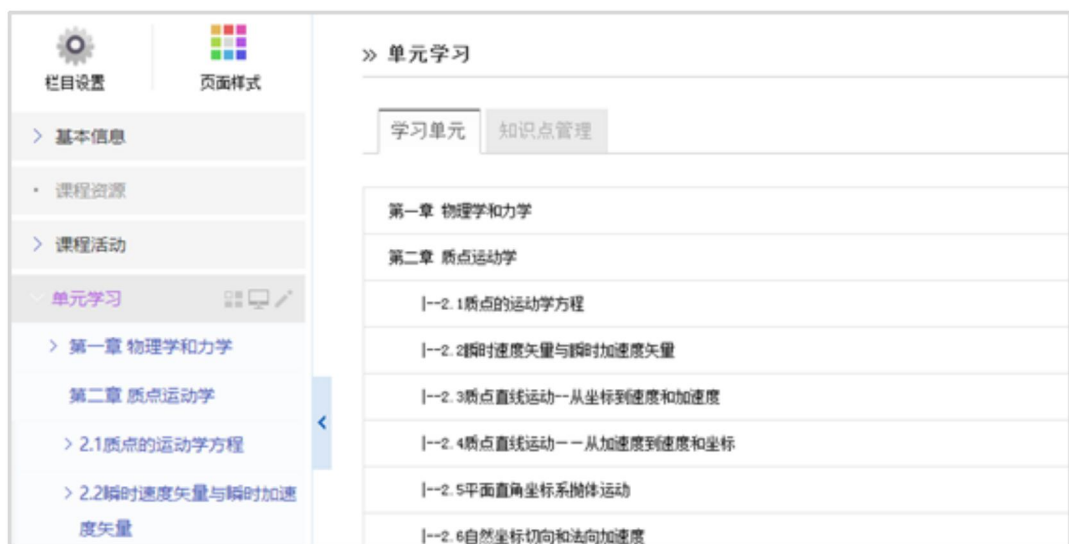 栏目设置
页面样式
基本信息
课程资源
课程活动
单元学习
第一章 物理学和力学
第二章 质点运动学
2.1质点的运动学方程
2.2瞬时速度矢量与瞬时加速
度矢量
» 单元学习
学习单元
知识点管理
第一章 物理学和力学
第二章 质点运动学
|--2.1质点的运动学方程
|--2.2瞬时速度矢量与瞬时加速度矢量
|--2.3质点直线运动--从坐标到速度和加速度
|--2.4质点直线运动——从加速度到速度和坐标
|--2.5平面直角坐标系抛体运动
|--2.6自然坐标切向和法向加速度